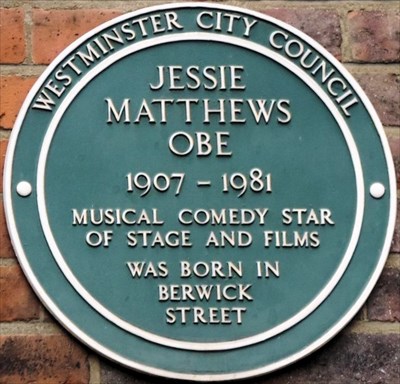 WESTMINSTER CITY COUNCIL
JESSIE
MATTHEWS
OBE
1907 - 1981
MUSICAL COMEDY STAR
OF STAGE AND FILMS
WAS BORN IN
BERWICK
STREET